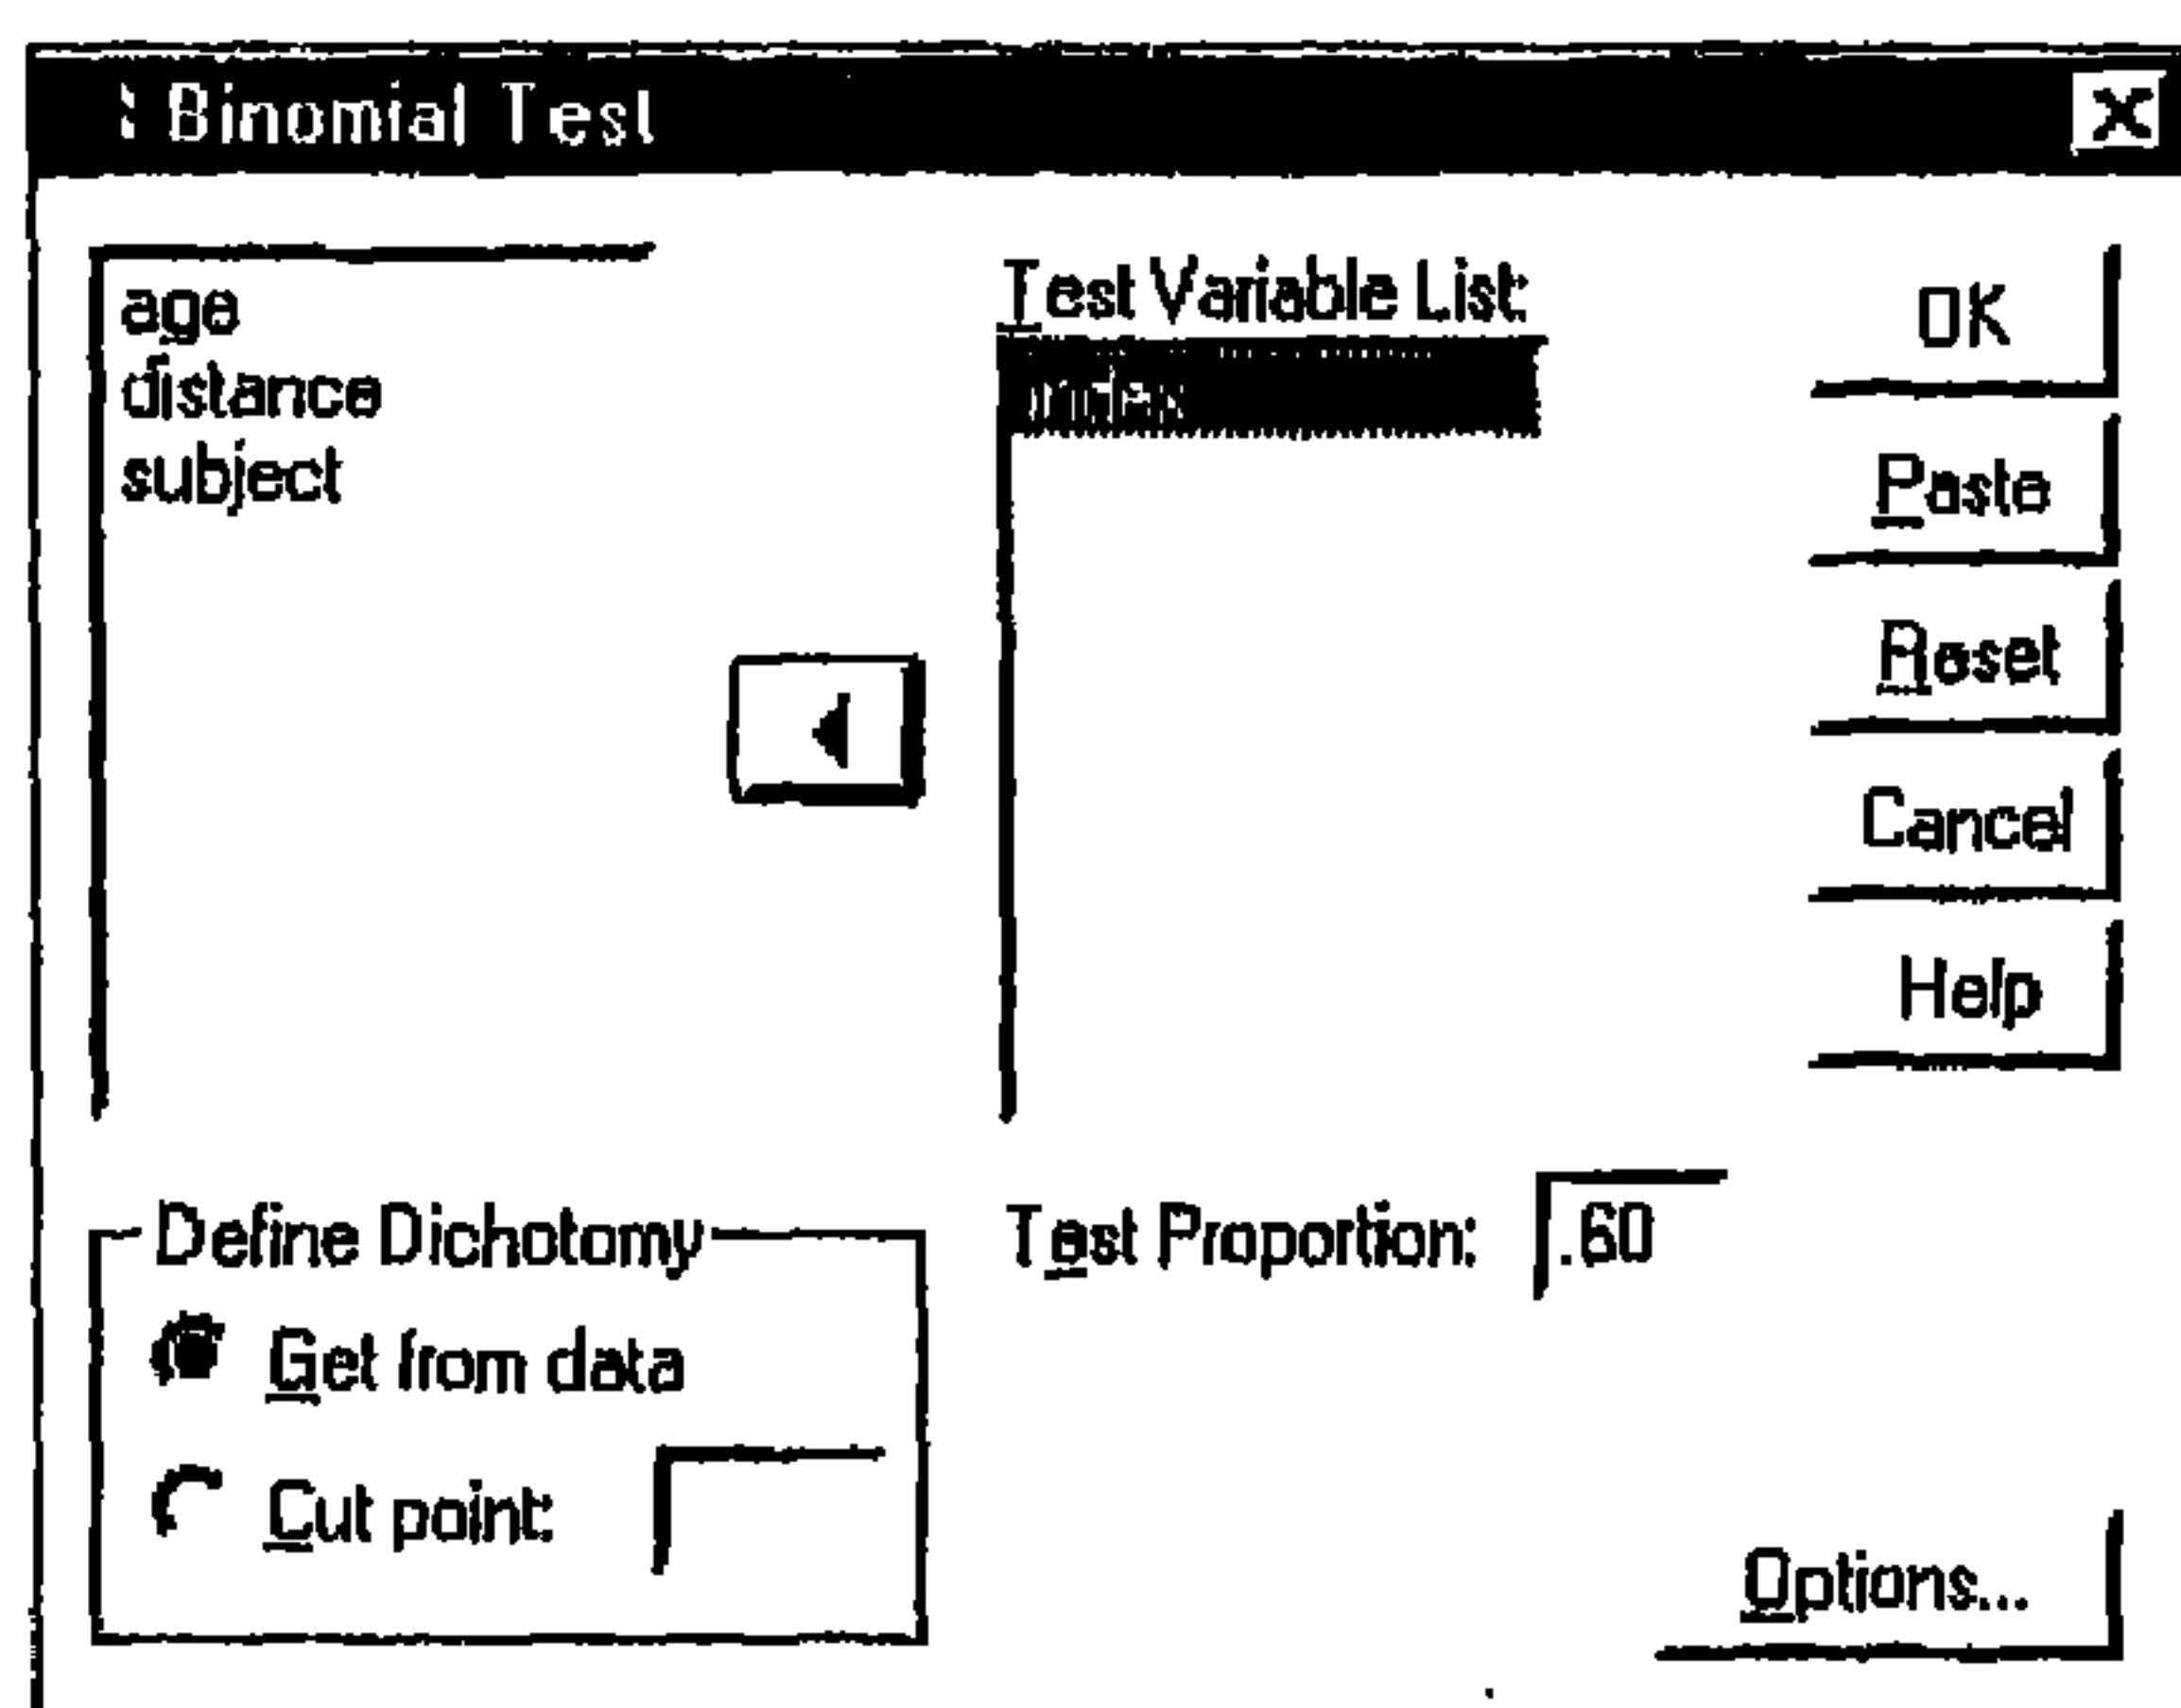 Binomial Test
age
distance
subject
Test Variable List
OK
Paste
Reset
Cancel
Help
Define Dichotomy
Get from data
Cut point:
Test Proportion:
.60
Options...